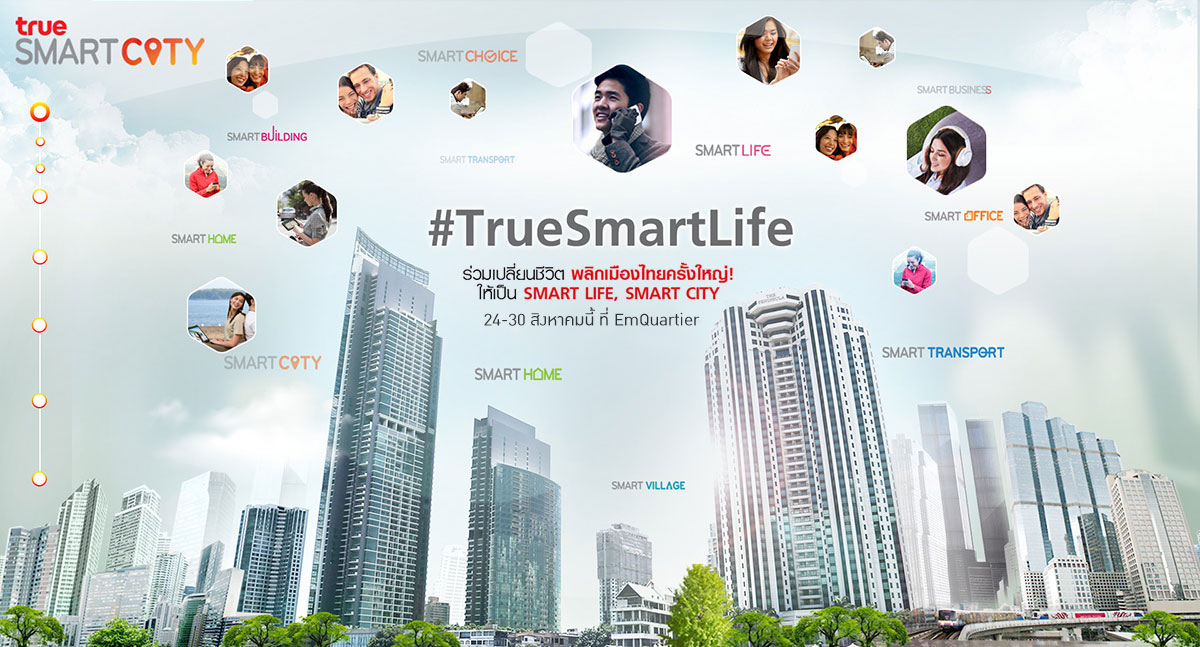 true
SMART CITY
SMART CHOICE
SMART BUSINESS
SMART BUILDING
SMART TRANSPORT
SMART LIFE
SMART OFFICE
SMART HOME
#TrueSmartLife
ร่วมเปลี่ยนชีวิต พลิกเมืองไทยครั้งใหญ่!
ให้เป็น SMART LIFE, SMART CITY
24-30 สิงหาคมนี้ ที่ EmQuartier
SMART CITY
SMART HOME
SMART TRANSPORT
SMART VILLAGE